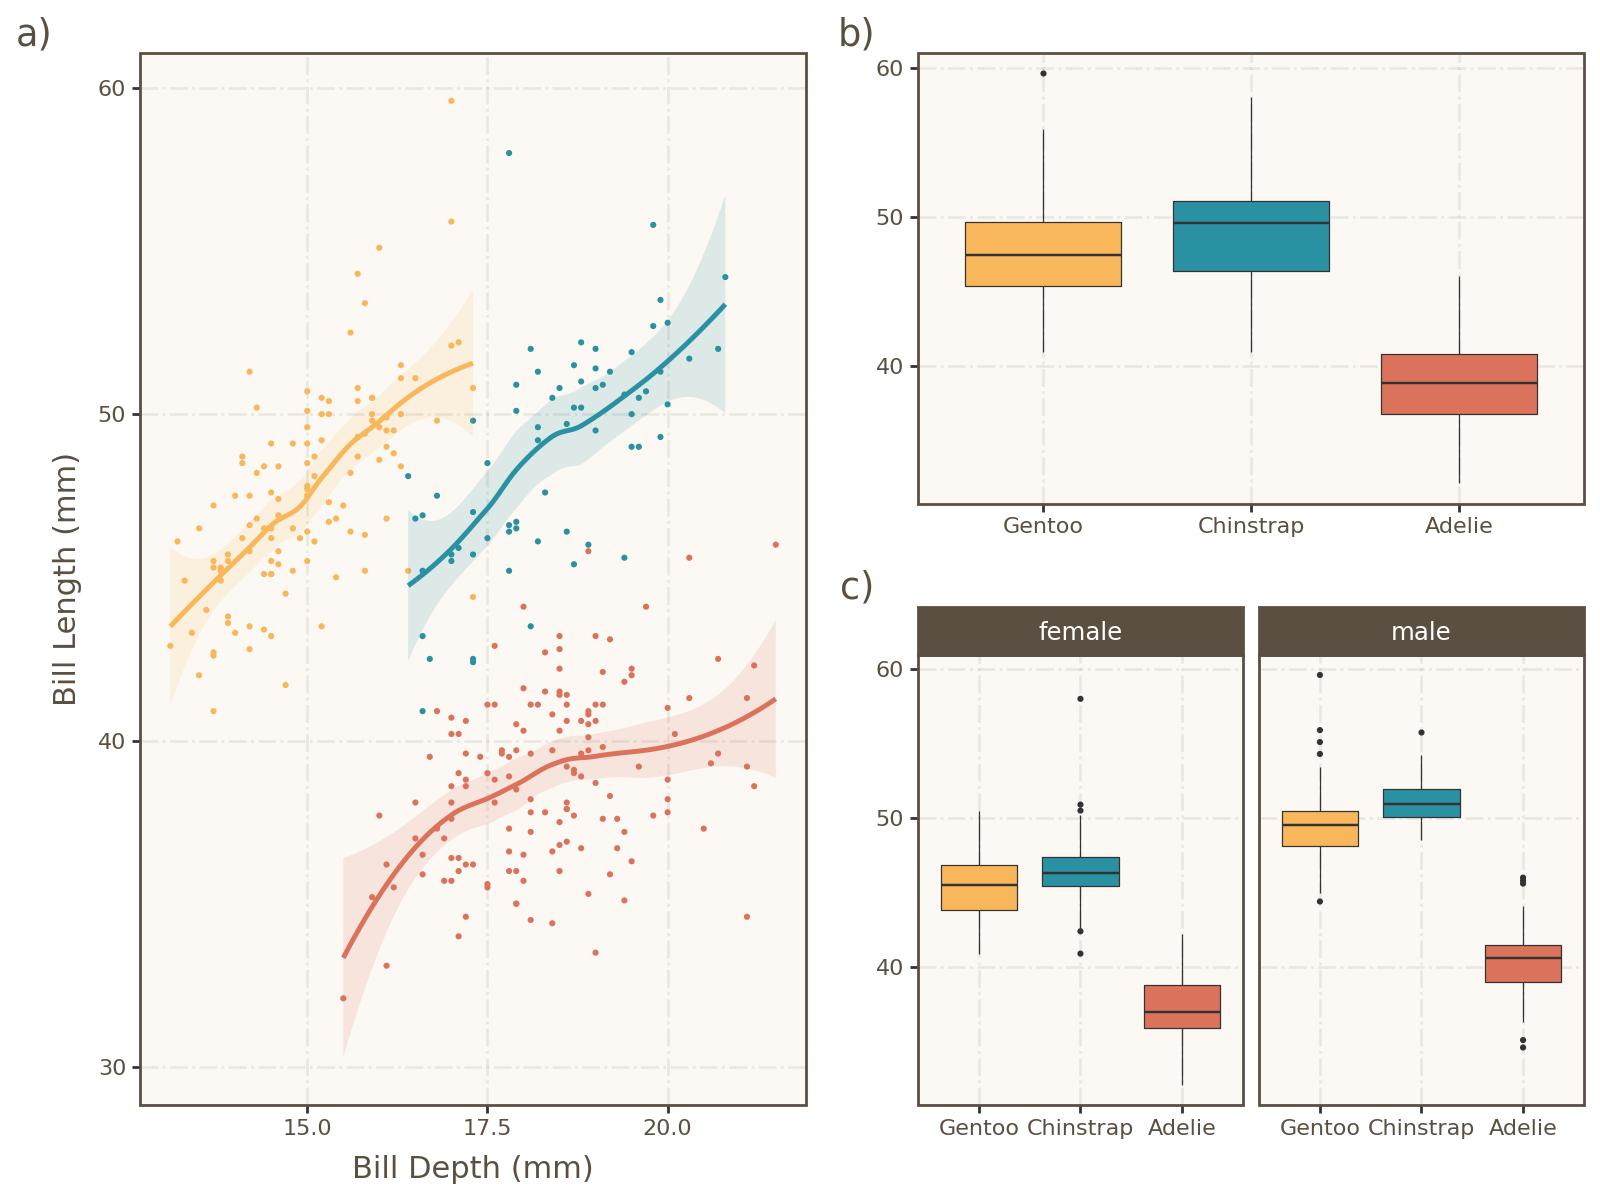 a)
60
50
40
30
Bill Length (mm)
15.0 17.5 20.0
Bill Depth (mm)
b)
60
50
40
Gentoo Chinstrap Adelie
c)
female male
60
50
40
Gentoo Chinstrap Adelie Gentoo Chinstrap Adelie